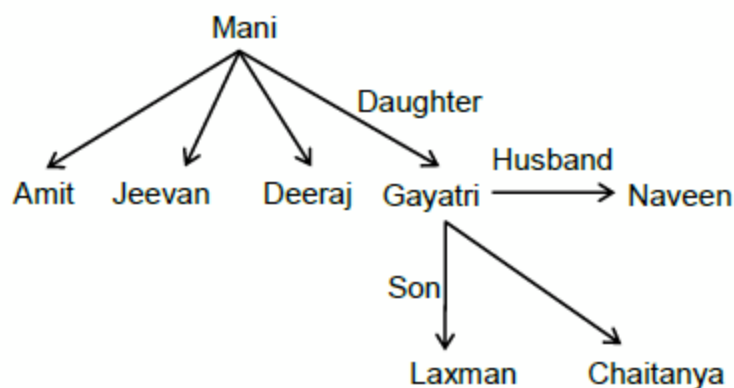 Mani
Daughter
Husband
Amit Jeevan Deeraj Gayatri Naveen
Son
Laxman Chaitanya